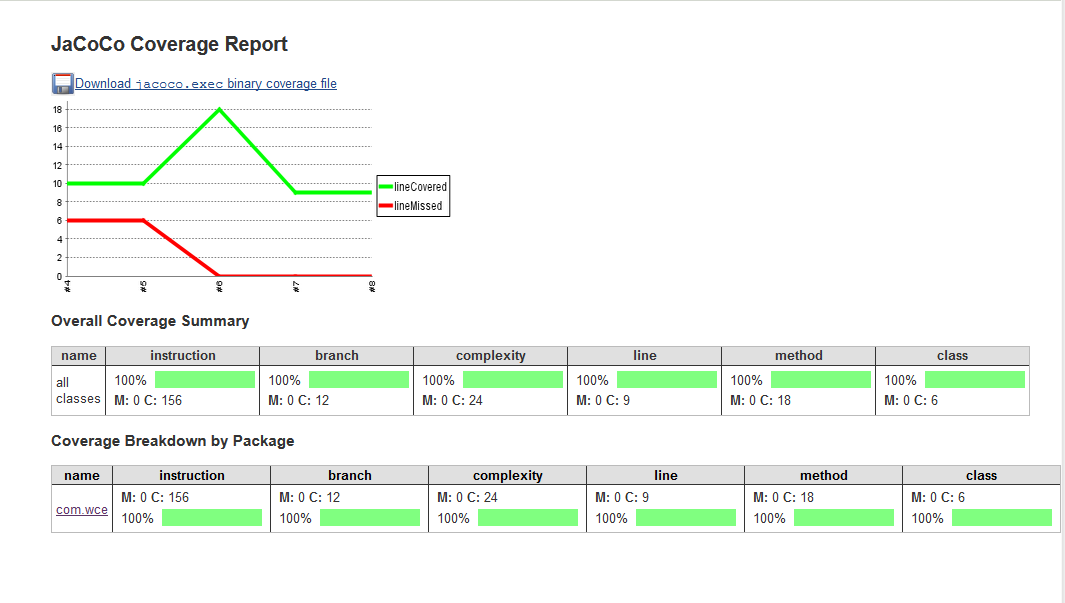 JaCoCo Coverage Report
Download jacoco.exec binary coverage file
18
16
14
12
10
8
6
4
2
0
#4
#5
#6
#7
#8
lineCovered
lineMissed
Overall Coverage Summary
name instruction branch complexity line method class
all classes
100% 100% 100% 100% 100% 100%
M: 0 C: 156 M: 0 C: 12 M: 0 C: 24 M: 0 C: 9 M: 0 C: 18 M: 0 C: 6
Coverage Breakdown by Package
name instruction branch complexity line method class
com.wce
M: 0 C: 156 M: 0 C: 12 M: 0 C: 24 M: 0 C: 9 M: 0 C: 18 M: 0 C: 6
100% 100% 100% 100% 100% 100%